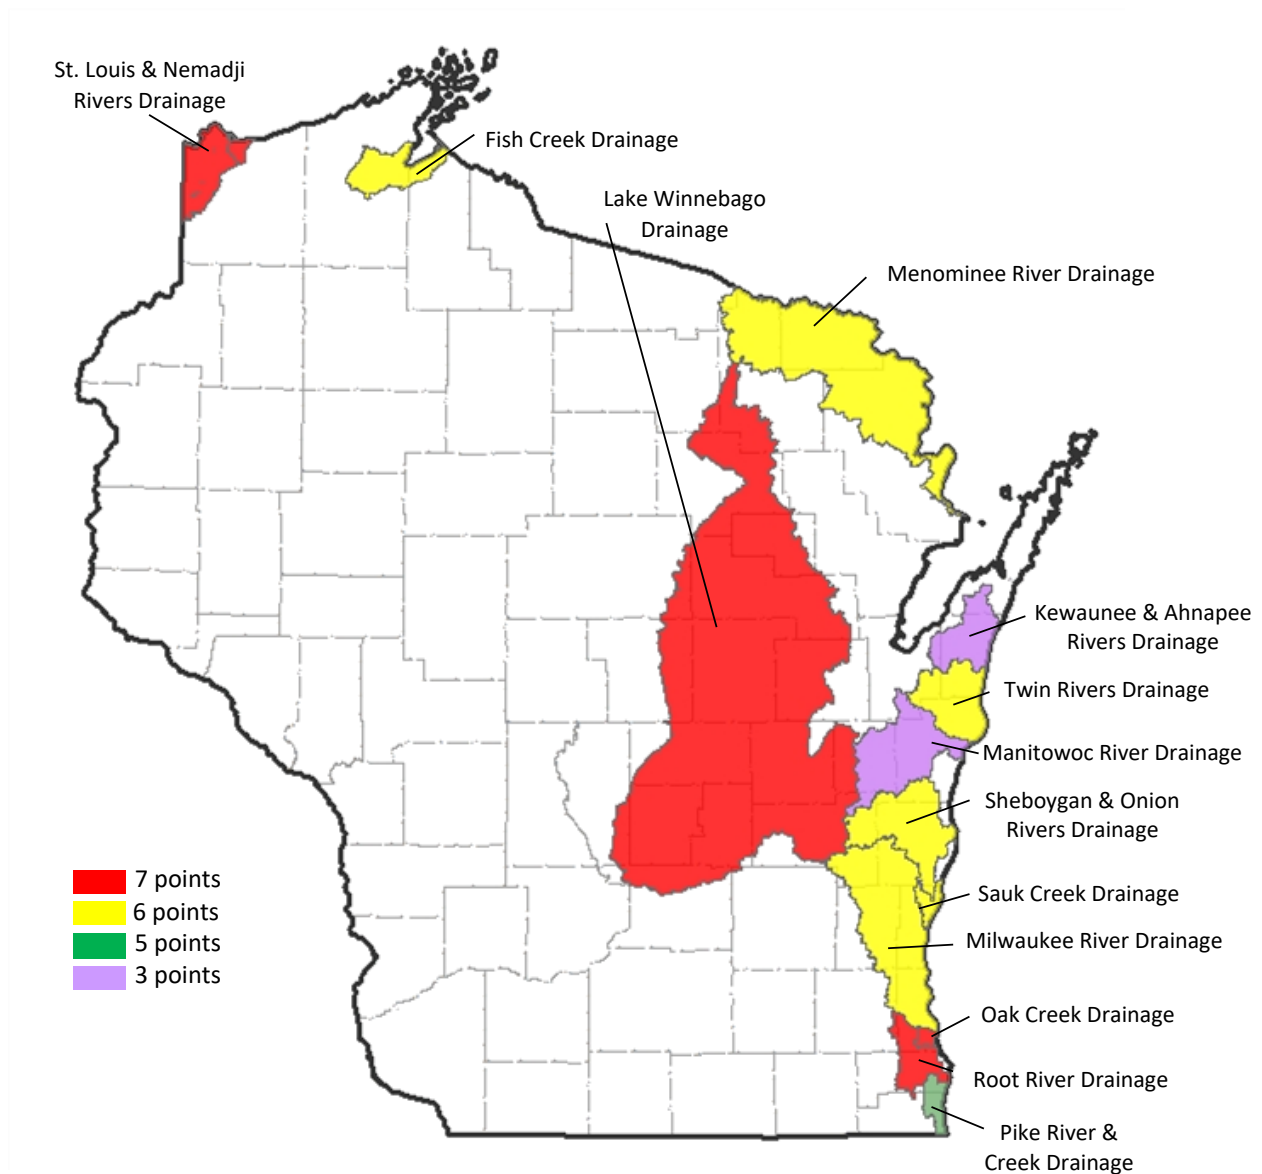 St. Louis & Nemadji
Rivers Drainage
Fish Creek Drainage
Lake Winnebago
Drainage
Menominee River Drainage
Kewaunee & Ahnapee
Rivers Drainage
Twin Rivers Drainage
Manitowoc River Drainage
Sheboygan & Onion
Rivers Drainage
7 points
6 points
5 points
3 points
Sauk Creek Drainage
Milwaukee River Drainage
Oak Creek Drainage
Root River Drainage
Pike River &
Creek Drainage